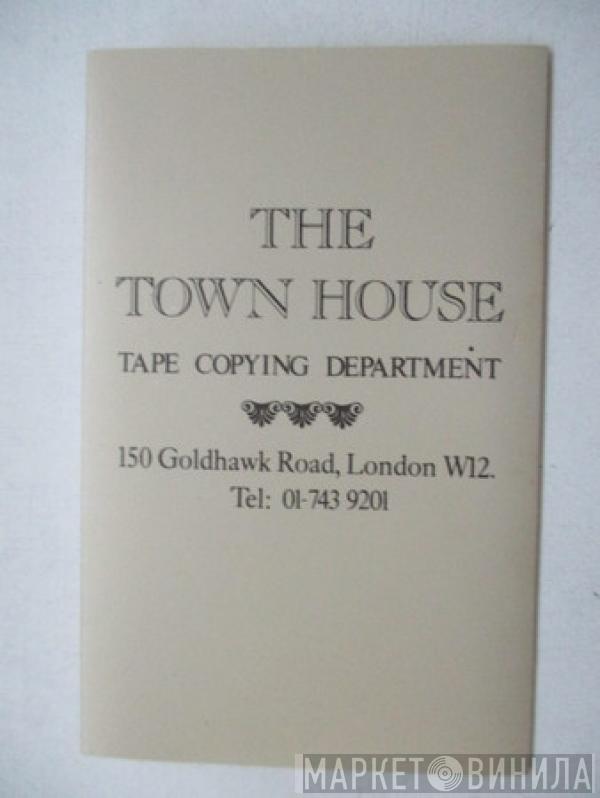 THE
TOWN HOUSE
TAPE COPYING DEPARTMENT
150 Goldhawk Road, London W12.
Tel: 01-743 9201
МАРКЕТ ВИНИЛА